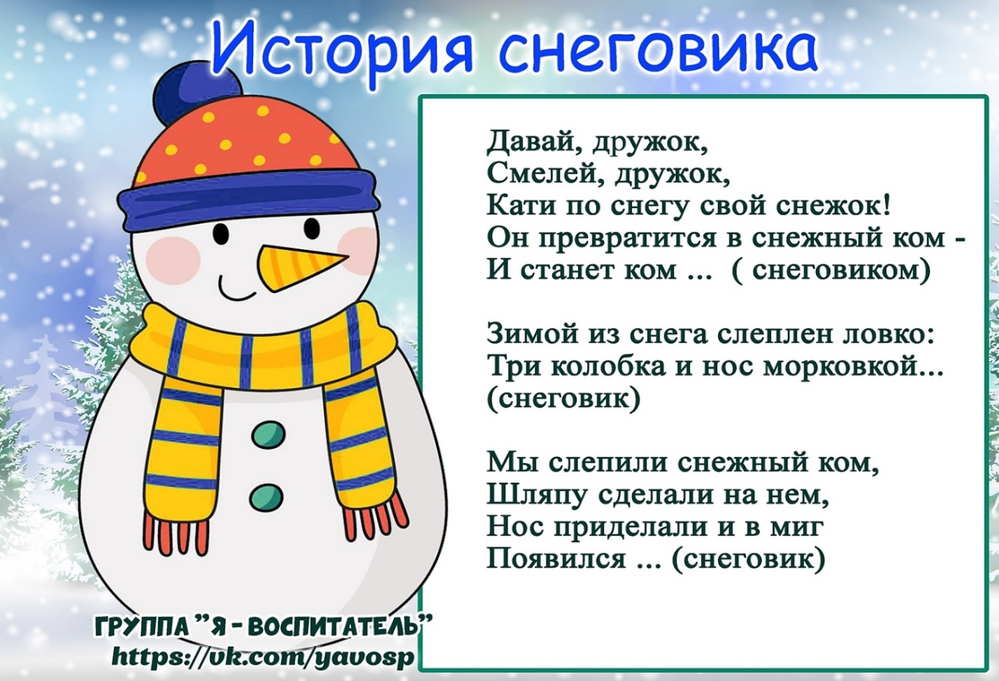 История снеговика
Давай, дружок,
Смелей, дружок,
Кати по снегу свой снежок!
Он превратится в снежный ком -
И станет ком ... ( снеговиком)
Зимой из снега слеплен ловко:
Три колобка и нос морковкой...
(снеговик)
Мы слепили снежный ком,
Шляпу сделали на нем,
Нос приделали и в миг
Появился ... (снеговик)
ГРУППА "Я - ВОСПИТАТЕЛЬ"
https://vk.com/yavosp